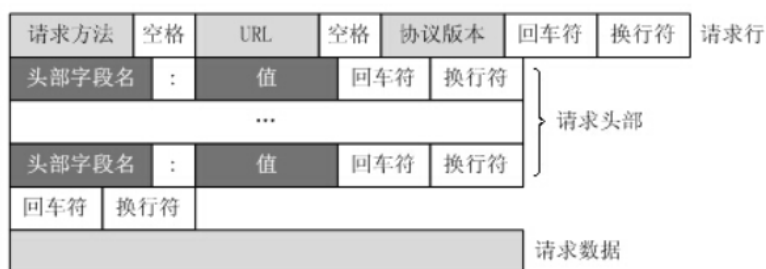 请求方法 空格 URL 空格 协议版本 回车符 换行符 请求行
头部字段名 : 值 回车符 换行符
… 请求头部
头部字段名 : 值 回车符 换行符
回车符 换行符
请求数据